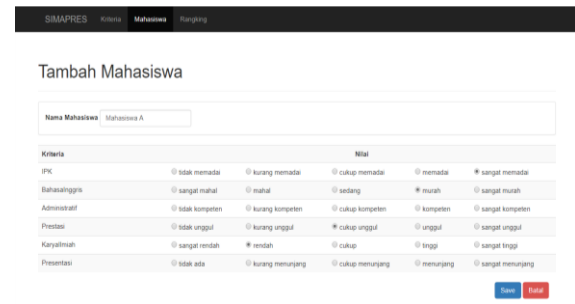 SIMAPRES Kriteria Mahasiswa Rangking
Tambah Mahasiswa
Nama Mahasiswa Mahasiswa A
Kriteria Nilai
IPK tidak memadai kurang memadai cukup memadai memadai sangat memadai
BahasaInggris sangat mahal mahal sedang murah sangat murah
Administratif tidak kompeten kurang kompeten cukup kompeten kompeten sangat kompeten
Prestasi tidak unggul kurang unggul cukup unggul unggul sangat unggul
KaryaIlmiah sangat rendah rendah cukup tinggi sangat tinggi
Presentasi tidak ada kurang menunjang cukup menunjang menunjang sangat menunjang
Save Batal